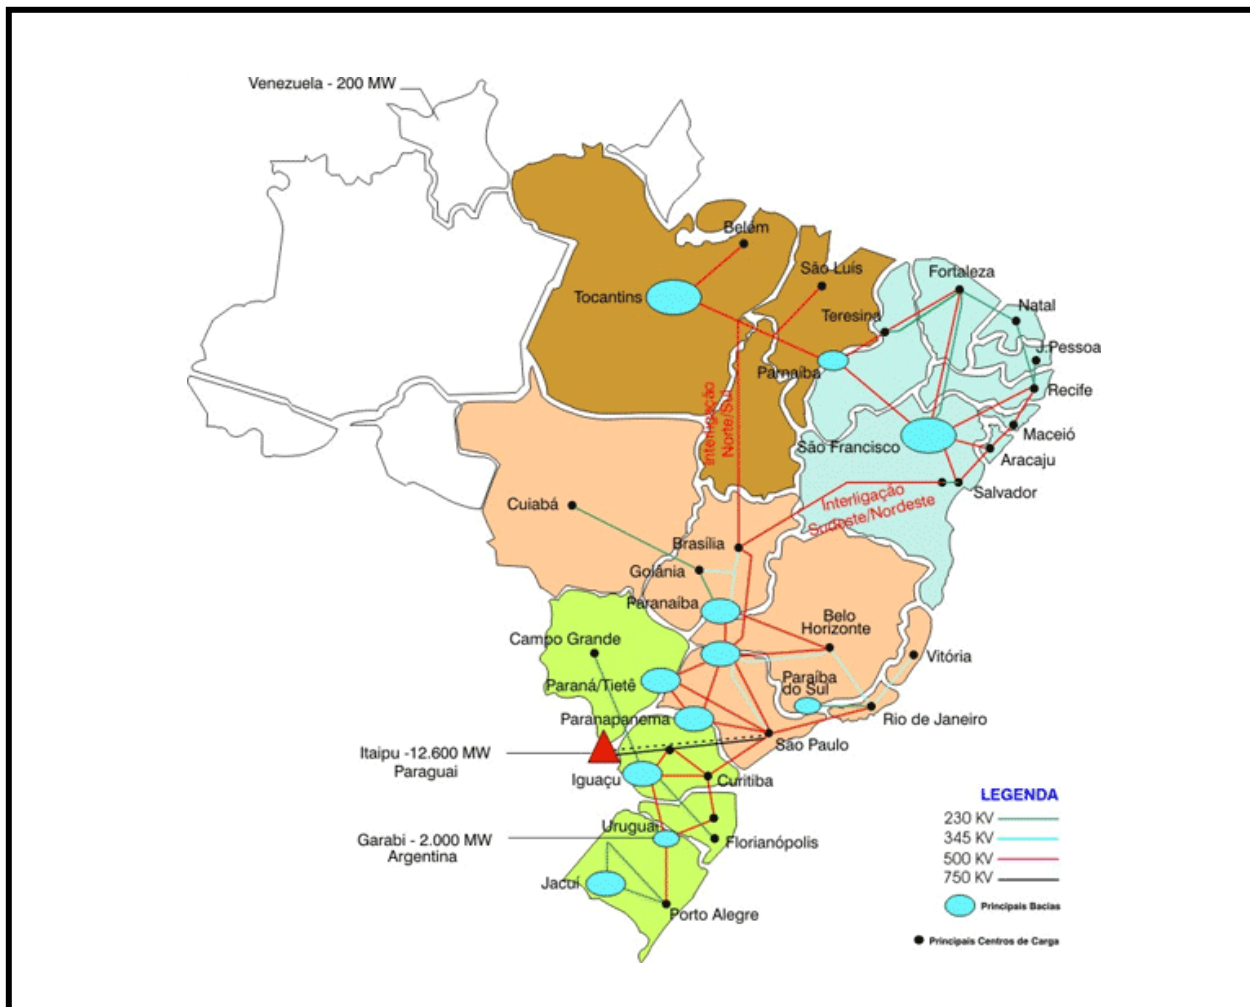 Venezuela - 200 MW
Belém
São Luís
Fortaleza
Tocantins
Natal
Teresina
J.Pessoa
Parnaíba
Recife
Interligação
Norte/Sul
Maceió
São Francisco
Aracaju
Salvador
Interligação
Sudoste/Nordeste
Cuiabá
Brasília
Goiânia
Paranaíba
Belo
Horizonte
Campo Grande
Vitória
Paraná/Tietê
Paraíba
do Sul
Paranapanema
Rio de Janeiro
São Paulo
Itaipu -12.600 MW
Paraguai
Iguaçu
Curitiba
Uruguai
Garabi - 2.000 MW
Argentina
Florianópolis
Jacuí
Porto Alegre
LEGENDA
230 KV
345 KV
500 KV
750 KV
Principais Bacias
Principais Centros de Carga